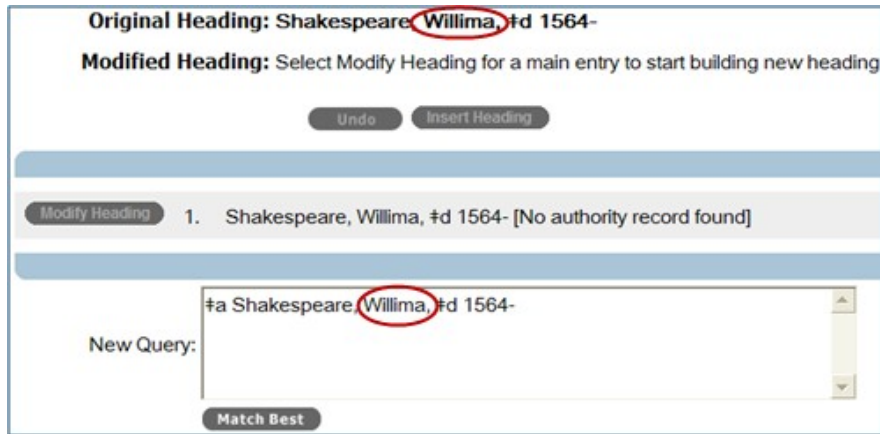 Original Heading: Shakespeare, Willima, ‡d 1564-
Modified Heading: Select Modify Heading for a main entry to start building new heading
Undo Insert Heading
Modify Heading 1. Shakespeare, Willima, ‡d 1564- [No authority record found]
‡a Shakespeare, Willima, ‡d 1564-
New Query:
Match Best